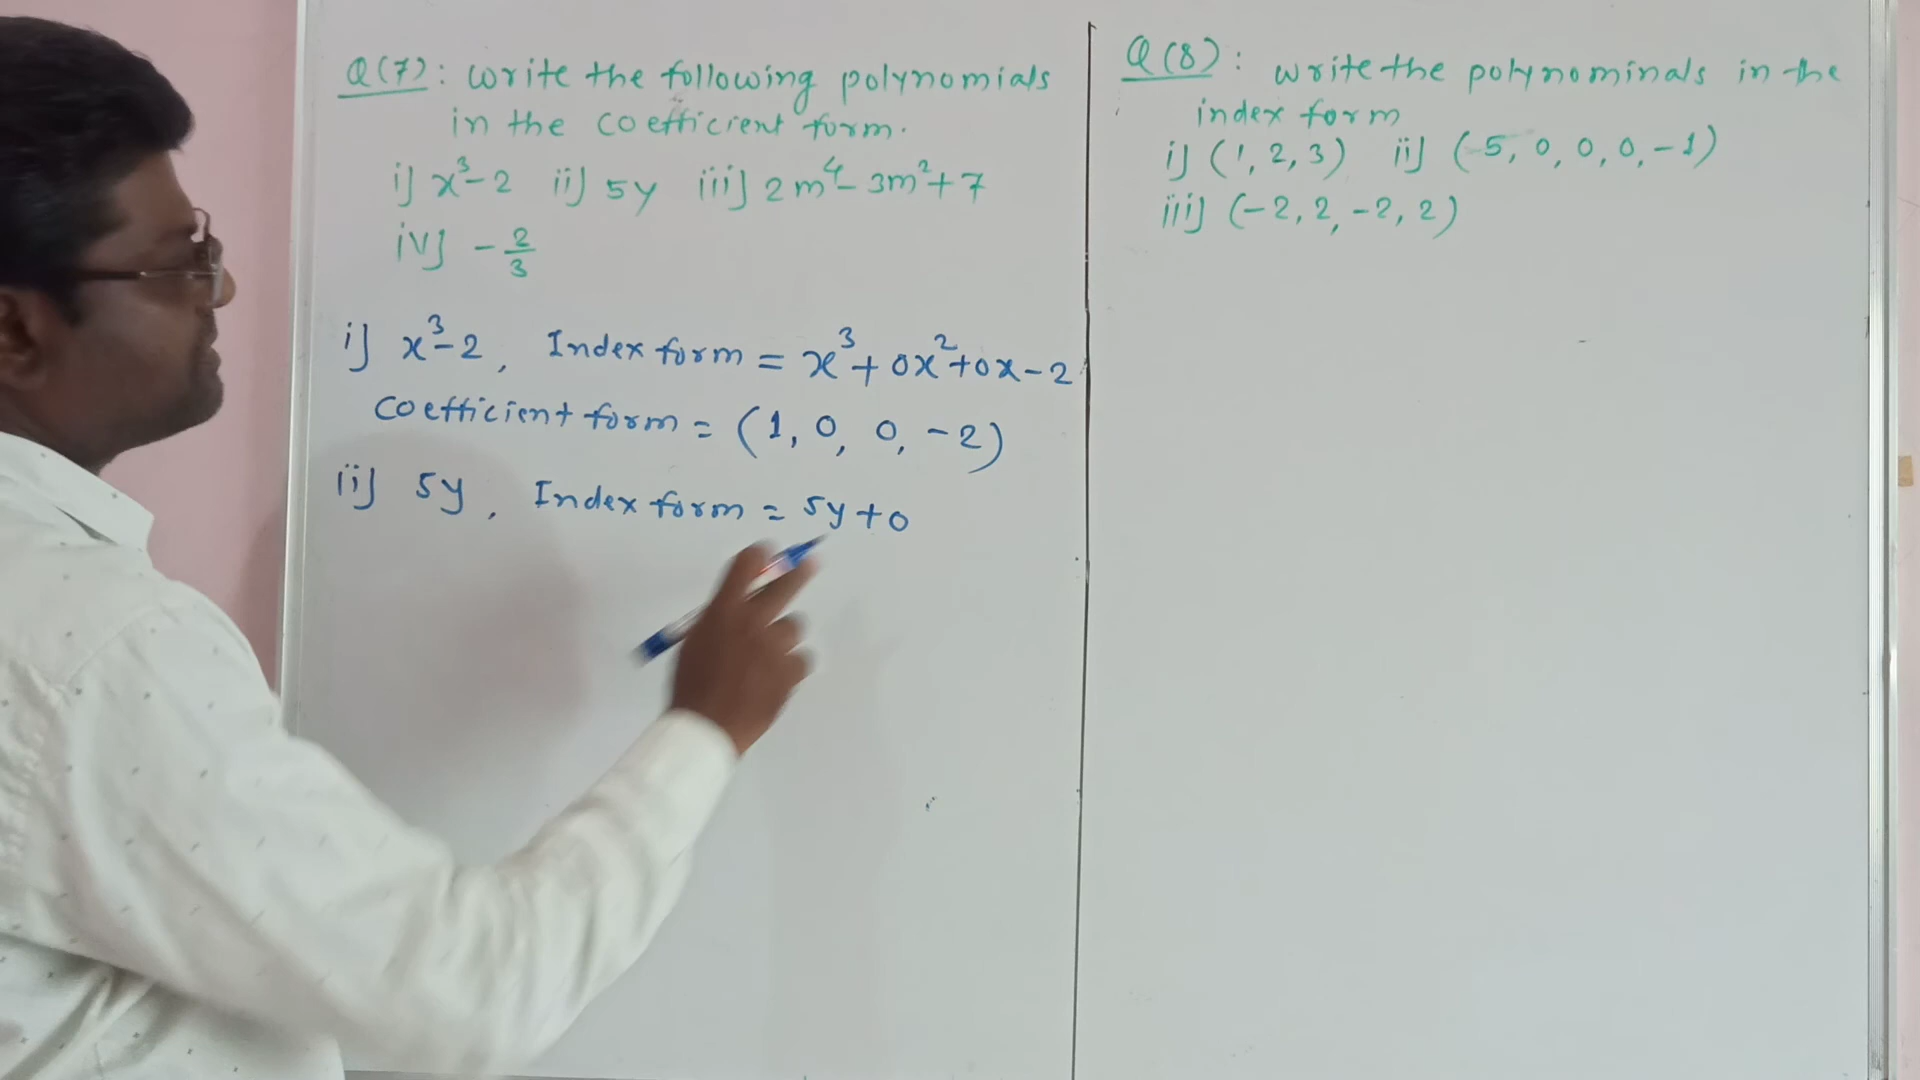 Q(7): Write the following polynomials
in the coefficient form.
i] x³-2 ii] 5y iii] 2m⁴-3m²+7
iv] -2/3
i] x³-2, Index form = x³+0x²+0x-2
coefficient form = (1, 0, 0, -2)
ii] 5y, Index form = 5y+0
Q(8): write the polynominals in the
index form
i] (1, 2, 3) ii] (-5, 0, 0, 0, -1)
iii] (-2, 2, -2, 2)